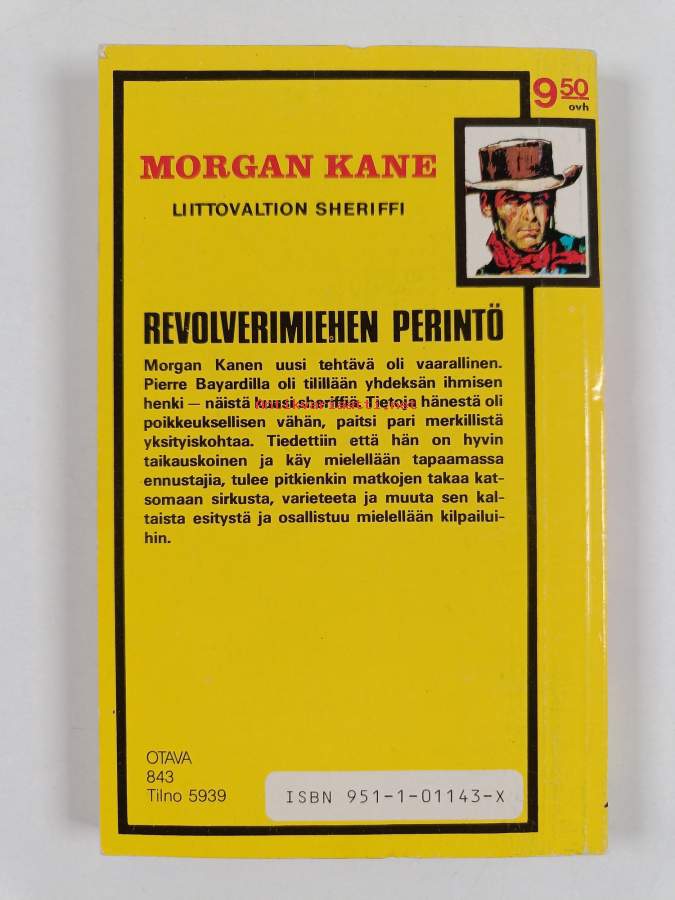 9 50
ovh
MORGAN KANE
LIITTOVALTION SHERIFFI
REVOLVERIMIEHEN PERINTÖ
Morgan Kanen uusi tehtävä oli vaarallinen.
Pierre Bayardilla oli tilillään yhdeksän ihmisen
henki — näistä kuusi sheriffiä. Tietoja hänestä oli
poikkeuksellisen vähän, paitsi pari merkillistä
yksityiskohtaa. Tiedettiin että hän on hyvin
taikauskoinen ja käy mielellään tapaamassa
ennustajia, tulee pitkienkin matkojen takaa kat-
somaan sirkusta, varieteeta ja muuta sen kal-
taista esitystä ja osallistuu mielellään kilpailui-
hin.
OTAVA
843
Tilno 5939
ISBN 951-1-01143-X